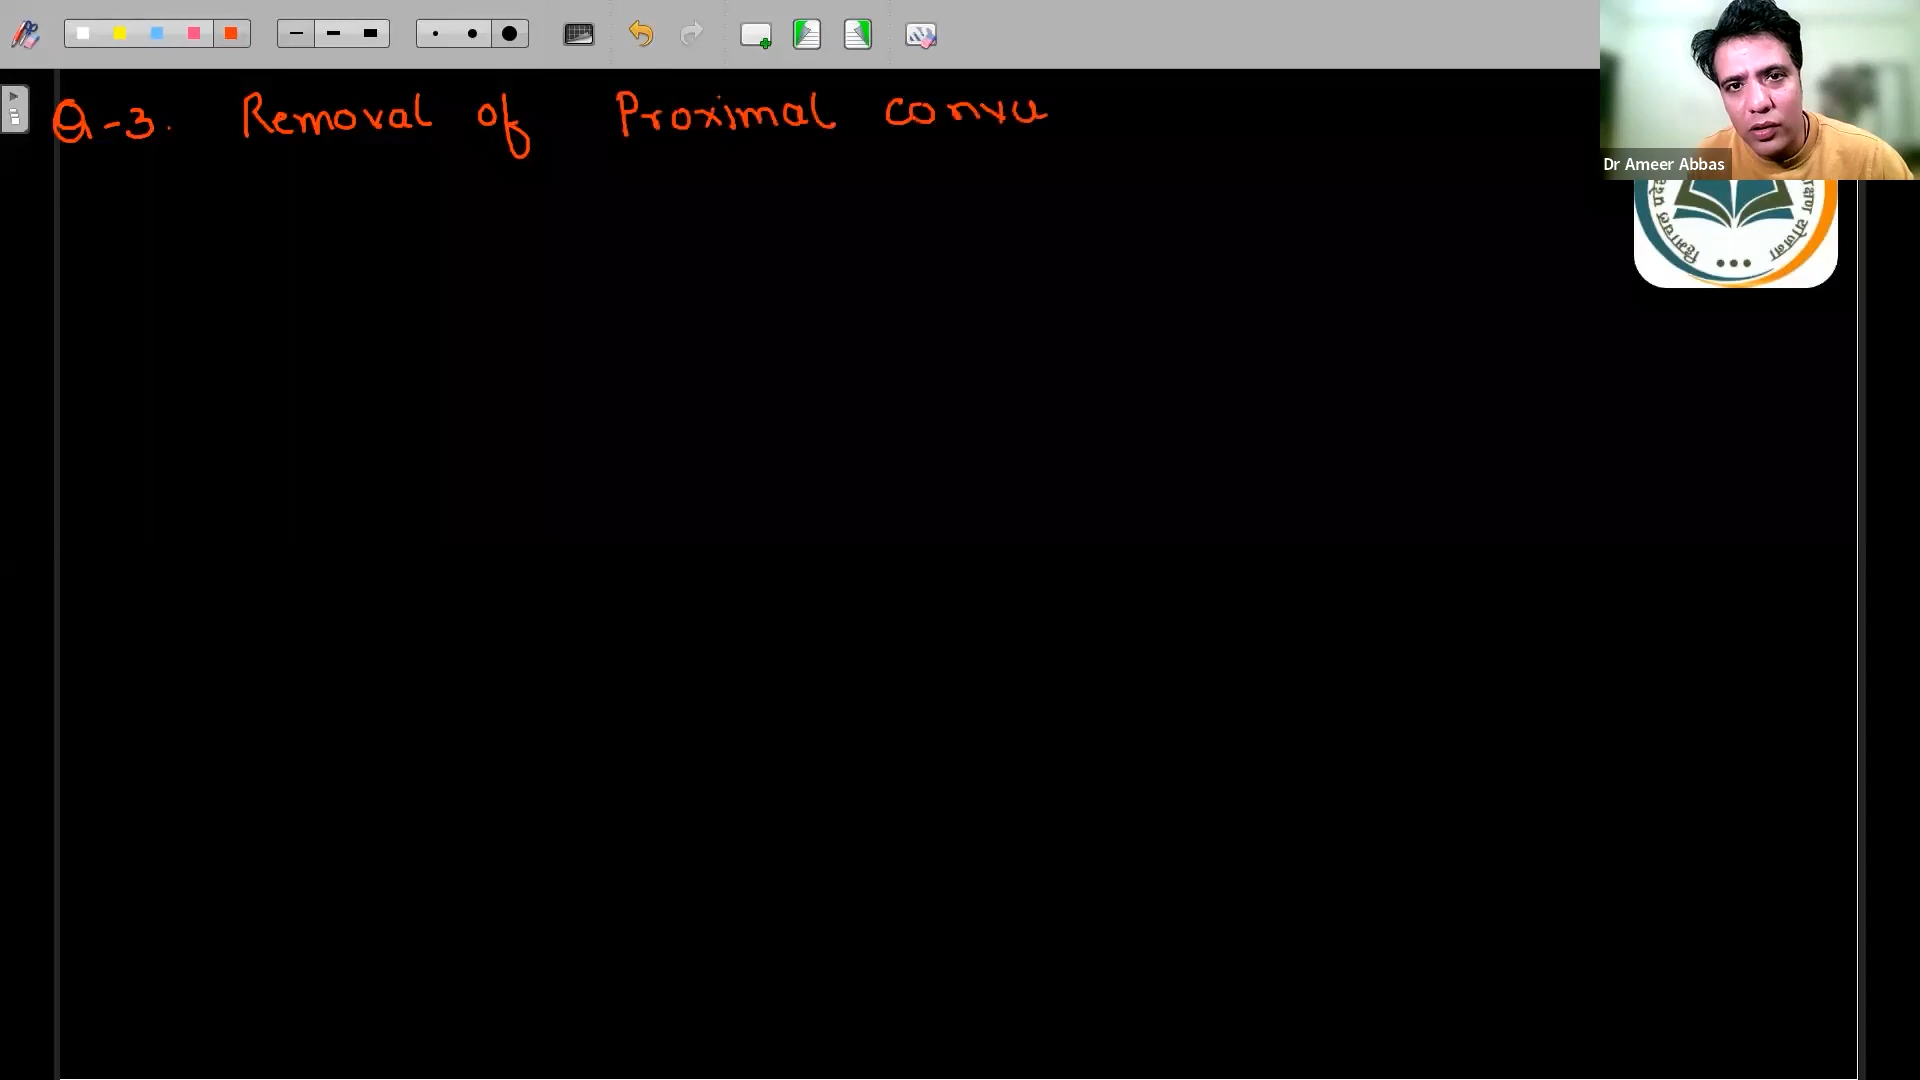 Q-3. Removal of Proximal convu
Dr Ameer Abbas